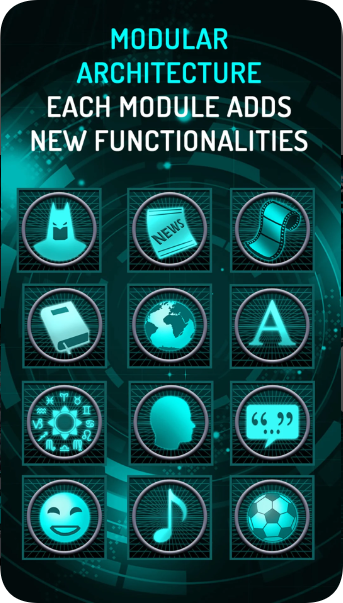 MODULAR
ARCHITECTURE
EACH MODULE ADDS
NEW FUNCTIONALITIES
NEWS
A
“ ... ”